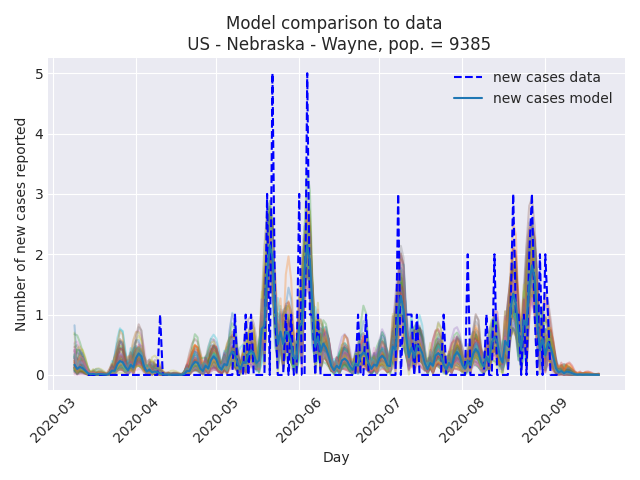 Model comparison to data
US - Nebraska - Wayne, pop. = 9385
new cases data
new cases model
Number of new cases reported
5
4
3
2
1
0
2020-03
2020-04
2020-05
2020-06
2020-07
2020-08
2020-09
Day